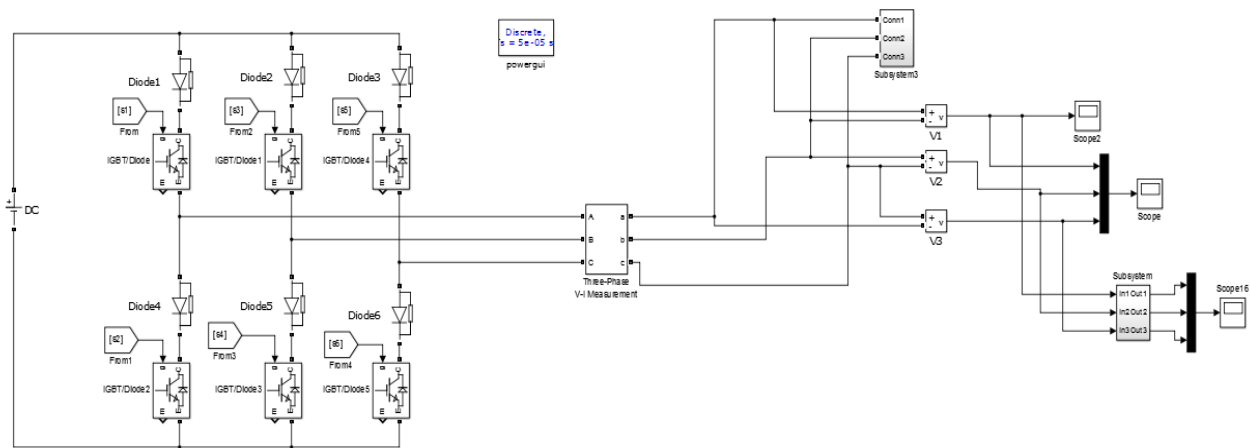 Discrete,
s = 5e-05 s
powergui
Conn1
Conn2
Conn3
Subsystem3
Diode1
Diode2
Diode3
[s1]
From
[s3]
From2
[s5]
From5
g
C
E
IGBT/Diode
g
C
E
IGBT/Diode1
g
C
E
IGBT/Diode4
+
DC
A
B
C
a
b
c
Three-Phase
V-I Measurement
+
-
v
V1
+
-
v
V2
+
-
v
V3
Scope2
Scope
Subsystem
In1 Out1
In2 Out2
In3 Out3
Scope16
Diode4
Diode5
Diode6
[s2]
From1
[s4]
From3
[s6]
From4
g
C
E
IGBT/Diode2
g
C
E
IGBT/Diode3
g
C
E
IGBT/Diode5